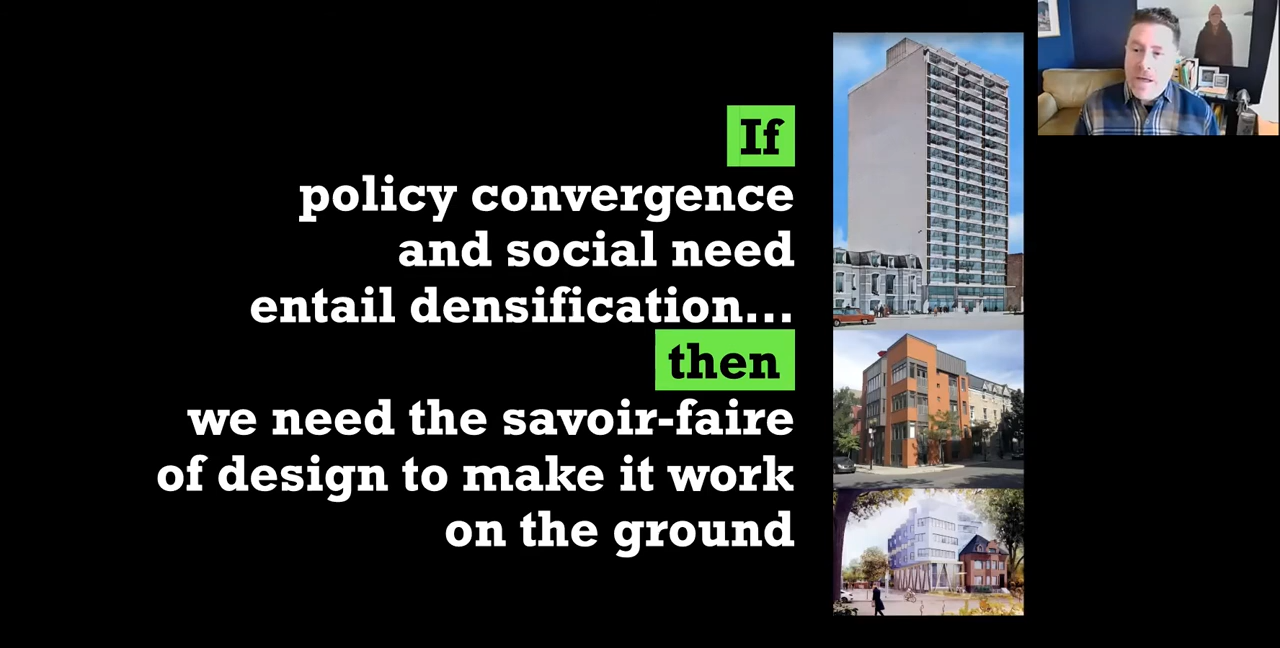 If
policy convergence
and social need
entail densification...
then
we need the savoir-faire
of design to make it work
on the ground